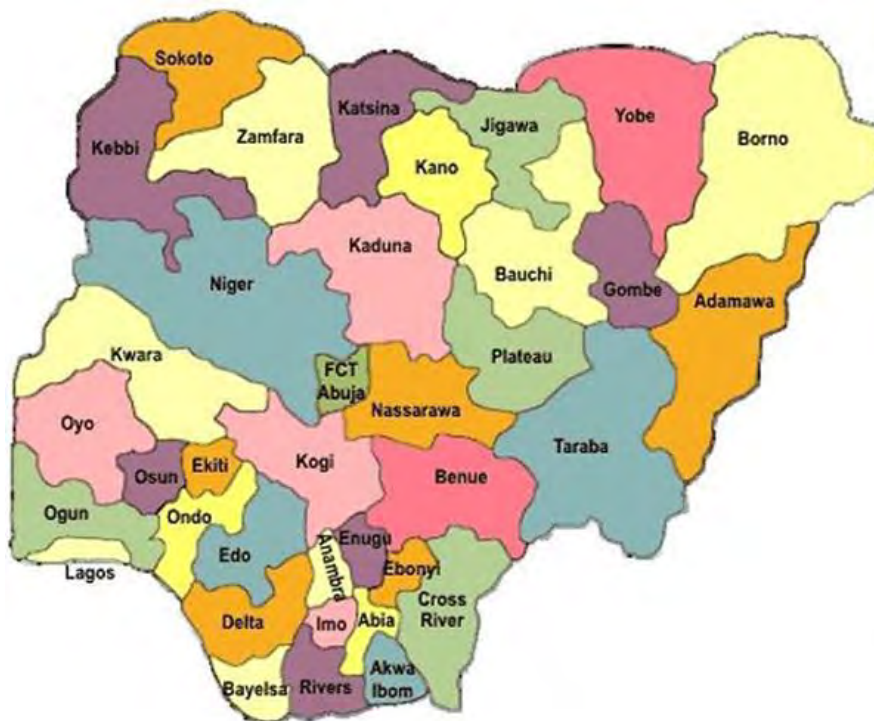 Sokoto
Katsina
Jigawa
Yobe
Borno
Zamfara
Kebbi
Kano
Kaduna
Bauchi
Niger
Gombe
Adamawa
Kwara
FCT
Abuja
Plateau
Nassarawa
Oyo
Taraba
Kogi
Ekiti
Osun
Benue
Ogun
Ondo
Edo
Enugu
Anambra
Ebonyi
Lagos
Cross
River
Delta
Imo
Abia
Akwa
Ibom
Bayelsa
Rivers